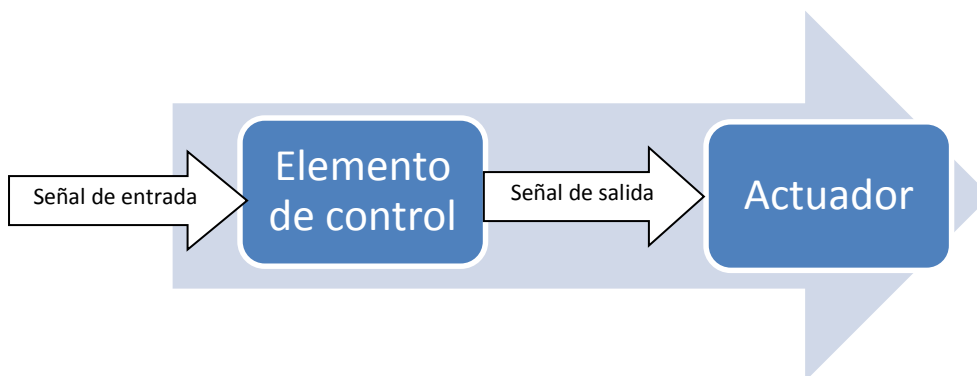 Señal de entrada
Elemento
de control
Señal de salida
Actuador